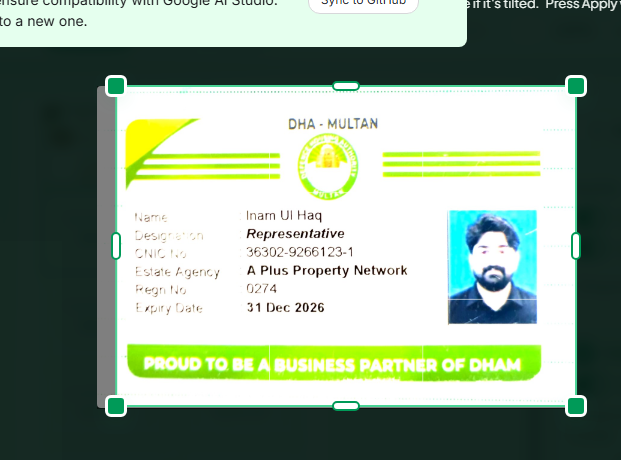 ensure compatibility with Google AI Studio.
to a new one.
Sync to GitHub
if it's tilted. Press Apply
DHA - MULTAN
MULTAN
Name Inam Ul Haq
Designation Representative
CNIC No 36302-9266123-1
Estate Agency A Plus Property Network
Regn No 0274
Expiry Date 31 Dec 2026
PROUD TO BE A BUSINESS PARTNER OF DHAM